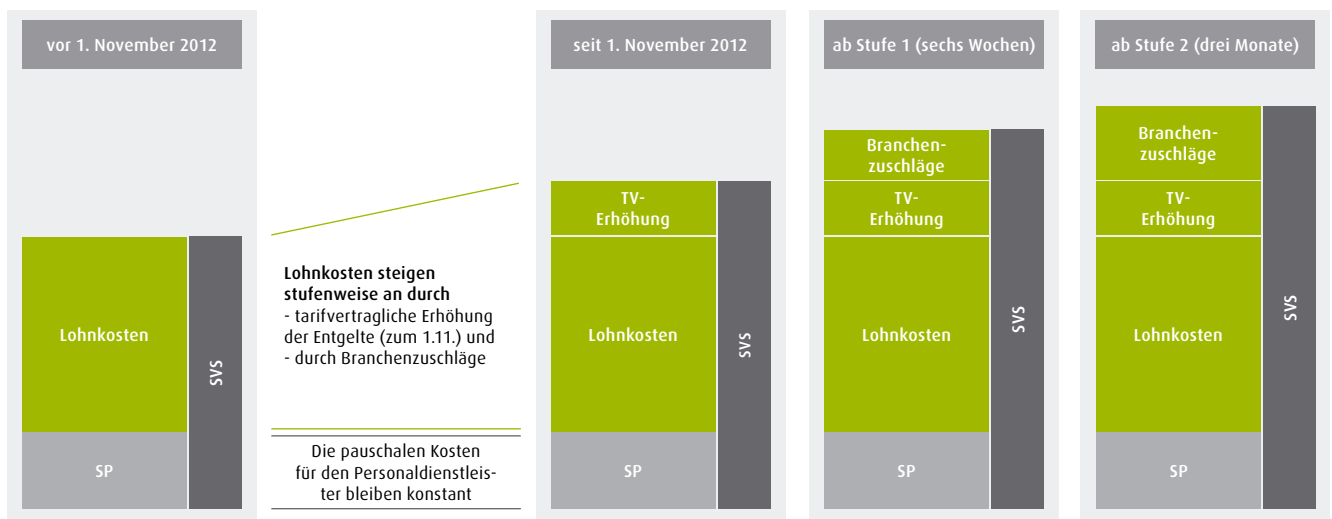 vor 1. November 2012
Lohnkosten
SVS
SP
Lohnkosten steigen
stufenweise an durch
- tarifvertragliche Erhöhung
der Entgelte (zum 1.11.) und
- durch Branchenzuschläge
Die pauschalen Kosten
für den Personaldienstleis-
ter bleiben konstant
seit 1. November 2012
TV-
Erhöhung
Lohnkosten
SVS
SP
ab Stufe 1 (sechs Wochen)
Branchen-
zuschläge
TV-
Erhöhung
Lohnkosten
SVS
SP
ab Stufe 2 (drei Monate)
Branchen-
zuschläge
TV-
Erhöhung
Lohnkosten
SVS
SP